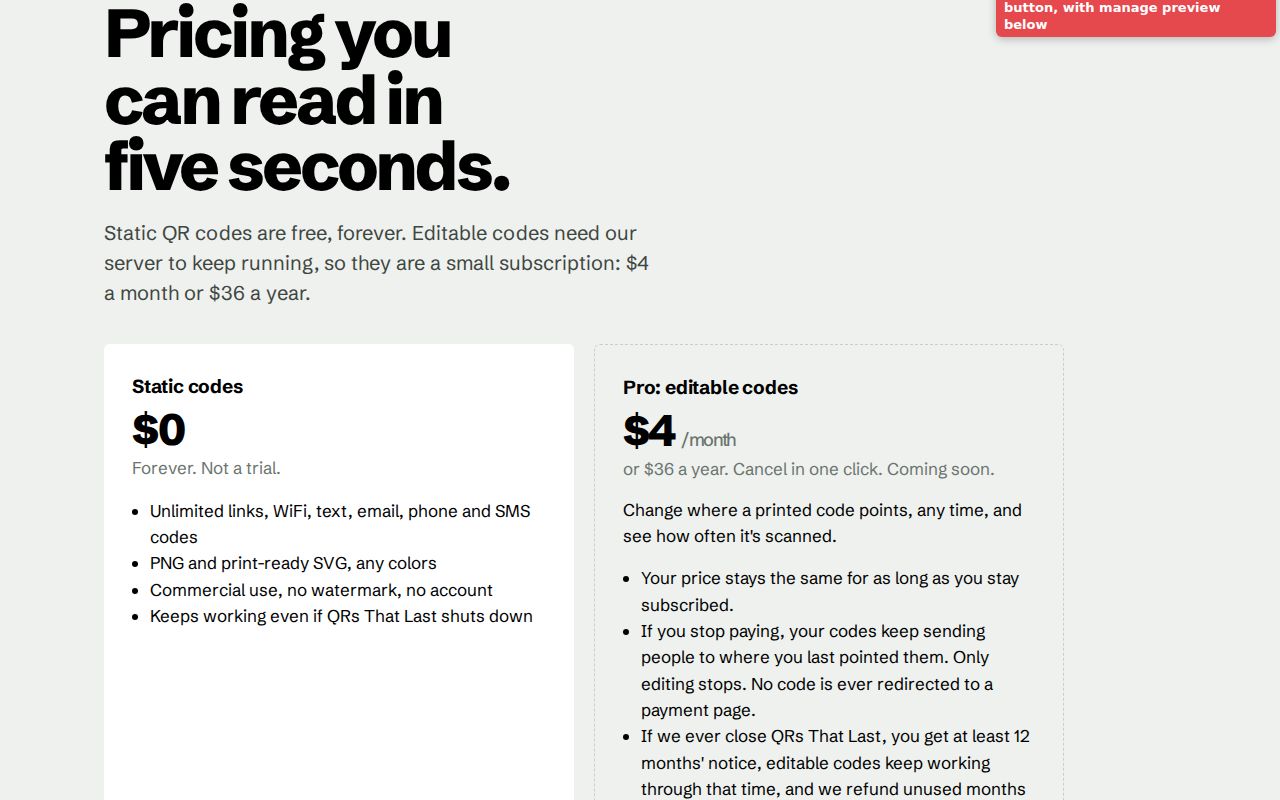 button, with manage preview
below
Pricing you
can read in
five seconds.
Static QR codes are free, forever. Editable codes need our
server to keep running, so they are a small subscription: $4
a month or $36 a year.
Static codes
$0
Forever. Not a trial.
• Unlimited links, WiFi, text, email, phone and SMS
codes
• PNG and print-ready SVG, any colors
• Commercial use, no watermark, no account
• Keeps working even if QRs That Last shuts down
Pro: editable codes
$4 /month
or $36 a year. Cancel in one click. Coming soon.
Change where a printed code points, any time, and
see how often it's scanned.
• Your price stays the same for as long as you stay
subscribed.
• If you stop paying, your codes keep sending
people to where you last pointed them. Only
editing stops. No code is ever redirected to a
payment page.
• If we ever close QRs That Last, you get at least 12
months' notice, editable codes keep working
through that time, and we refund unused months